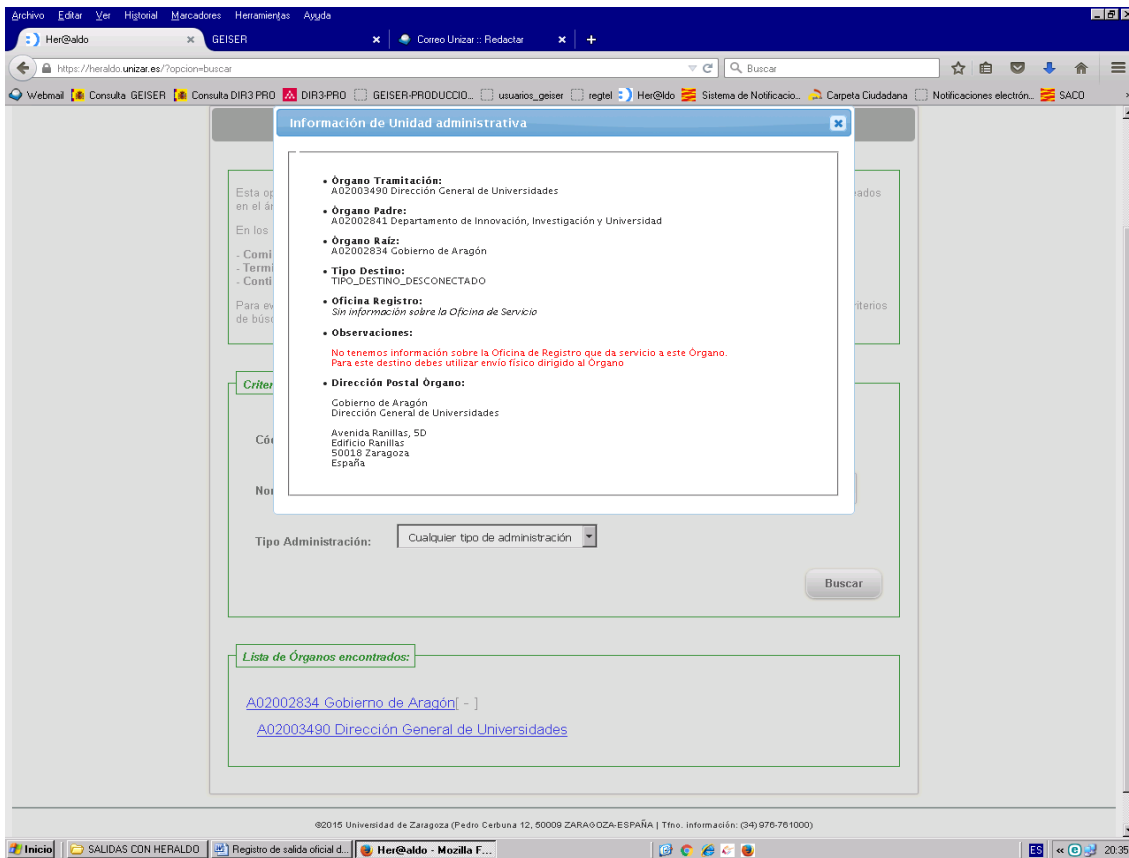 Archivo Editar Ver Historial Marcadores Herramientas Ayuda
Her@aldo
GEISER
Correo Unizar :: Redactar
https://heraldo.unizar.es/?opcion=buscar
Buscar
Webmail
Consulta GEISER
Consulta DIR3 PRO
DIR3-PRO
GEISER-PRODUCCIO...
usuarios_geiser
regtel
Her@ldo
Sistema de Notificacio...
Carpeta Ciudadana
Notificaciones electrón...
SACO
Información de Unidad administrativa
• Órgano Tramitación:
A02003490 Dirección General de Universidades
• Órgano Padre:
A02002841 Departamento de Innovación, Investigación y Universidad
• Órgano Raíz:
A02002834 Gobierno de Aragón
• Tipo Destino:
TIPO_DESTINO_DESCONECTADO
• Oficina Registro:
Sin información sobre la Oficina de Servicio
• Observaciones:
No tenemos información sobre la Oficina de Registro que da servicio a este Órgano.
Para este destino debes utilizar envío físico dirigido al Órgano
• Dirección Postal Órgano:
Gobierno de Aragón
Dirección General de Universidades
Avenida Ranillas, 5D
Edificio Ranillas
50018 Zaragoza
España
Esta op
en el ár
En los
- Comi
- Termi
- Conti
Para ev
de búsc
iterios
Criter
Cód
Nor
Tipo Administración:
Cualquier tipo de administración
Buscar
Lista de Órganos encontrados:
A02002834 Gobierno de Aragón[ - ]
A02003490 Dirección General de Universidades
©2015 Universidad de Zaragoza (Pedro Cerbuna 12, 50009 ZARAGOZA-ESPAÑA | Tfno. información: (34) 976-761000)
Inicio
SALIDAS CON HERALDO
Registro de salida oficial d...
Her@aldo - Mozilla F...
ES
20:35